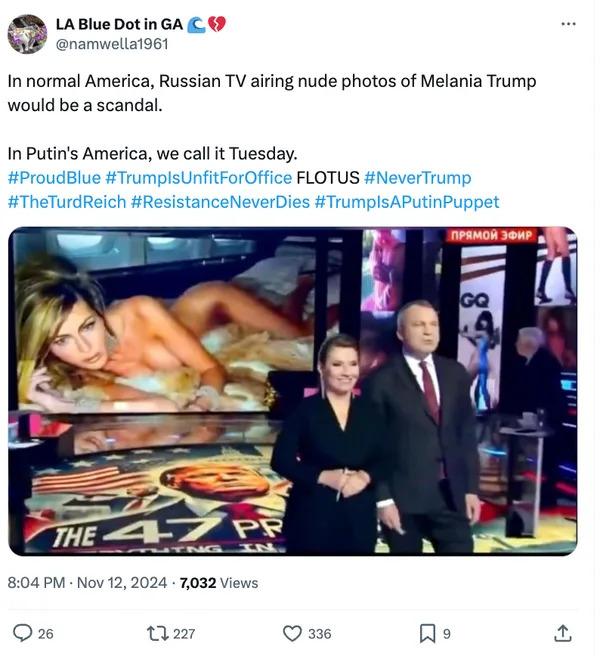 LA Blue Dot in GA 🌊💔
@namwella1961
In normal America, Russian TV airing nude photos of Melania Trump
would be a scandal.
In Putin's America, we call it Tuesday.
#ProudBlue #TrumpIsUnfitForOffice FLOTUS #NeverTrump
#TheTurdReich #ResistanceNeverDies #TrumpIsAPutinPuppet
ПРЯМОЙ ЭФИР
GQ
THE 47 PR
IN
8:04 PM · Nov 12, 2024 · 7,032 Views
26 227 336 9